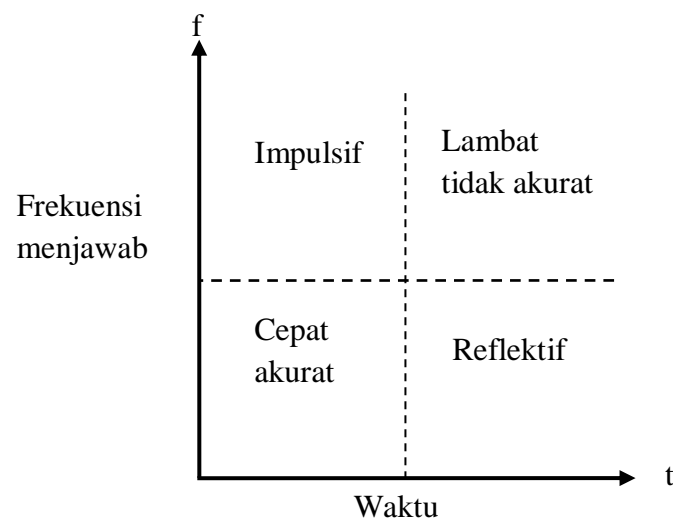 f
Impulsif
Lambat
tidak akurat
Frekuensi
menjawab
Cepat
akurat
Reflektif
t
Waktu